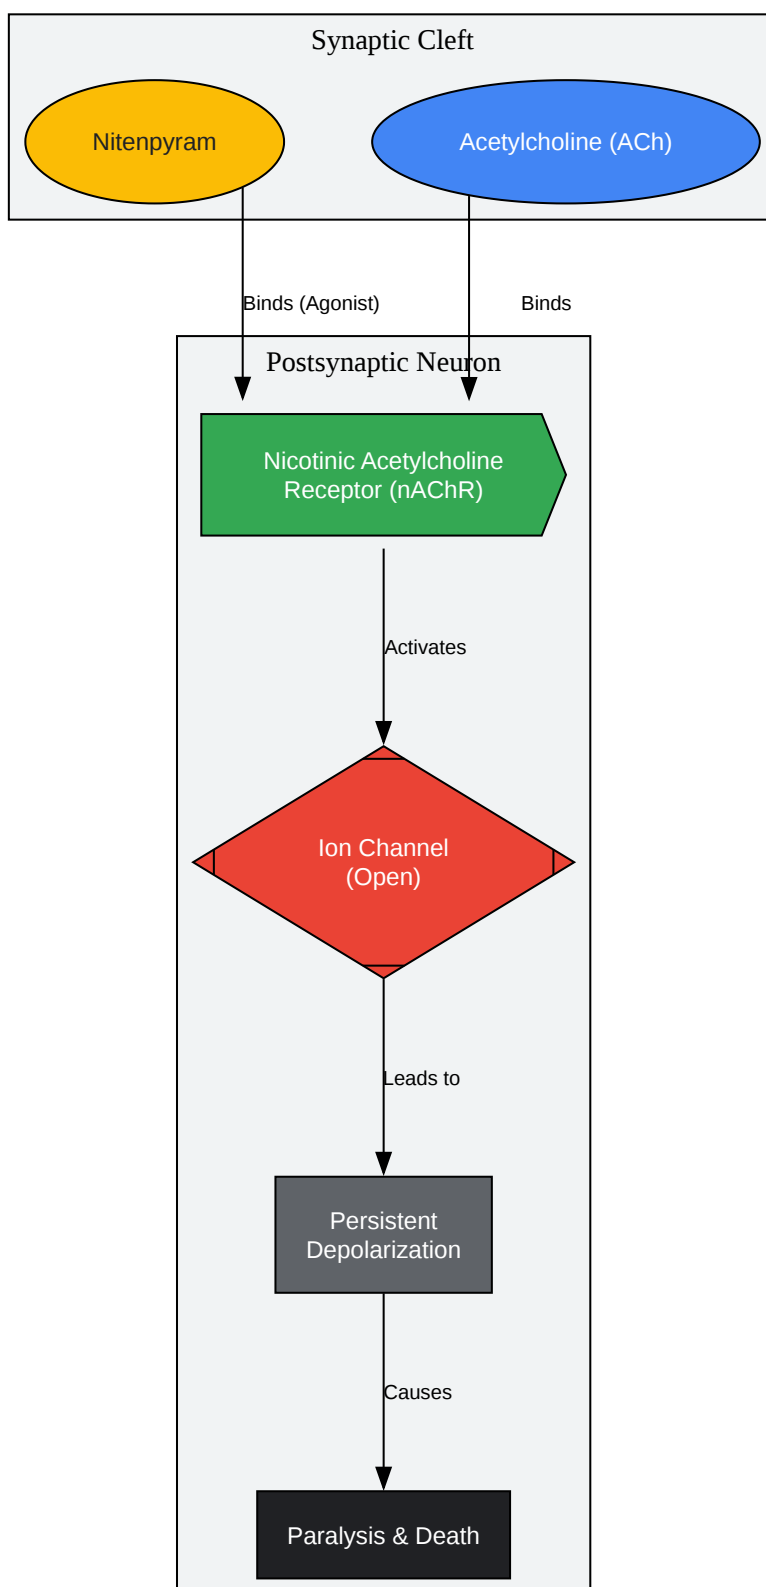 Synaptic Cleft
Nitenpyram
Acetylcholine (ACh)
Binds (Agonist)
Binds
Postsynaptic Neuron
Nicotinic Acetylcholine
Receptor (nAChR)
Activates
Ion Channel
(Open)
Leads to
Persistent
Depolarization
Causes
Paralysis & Death